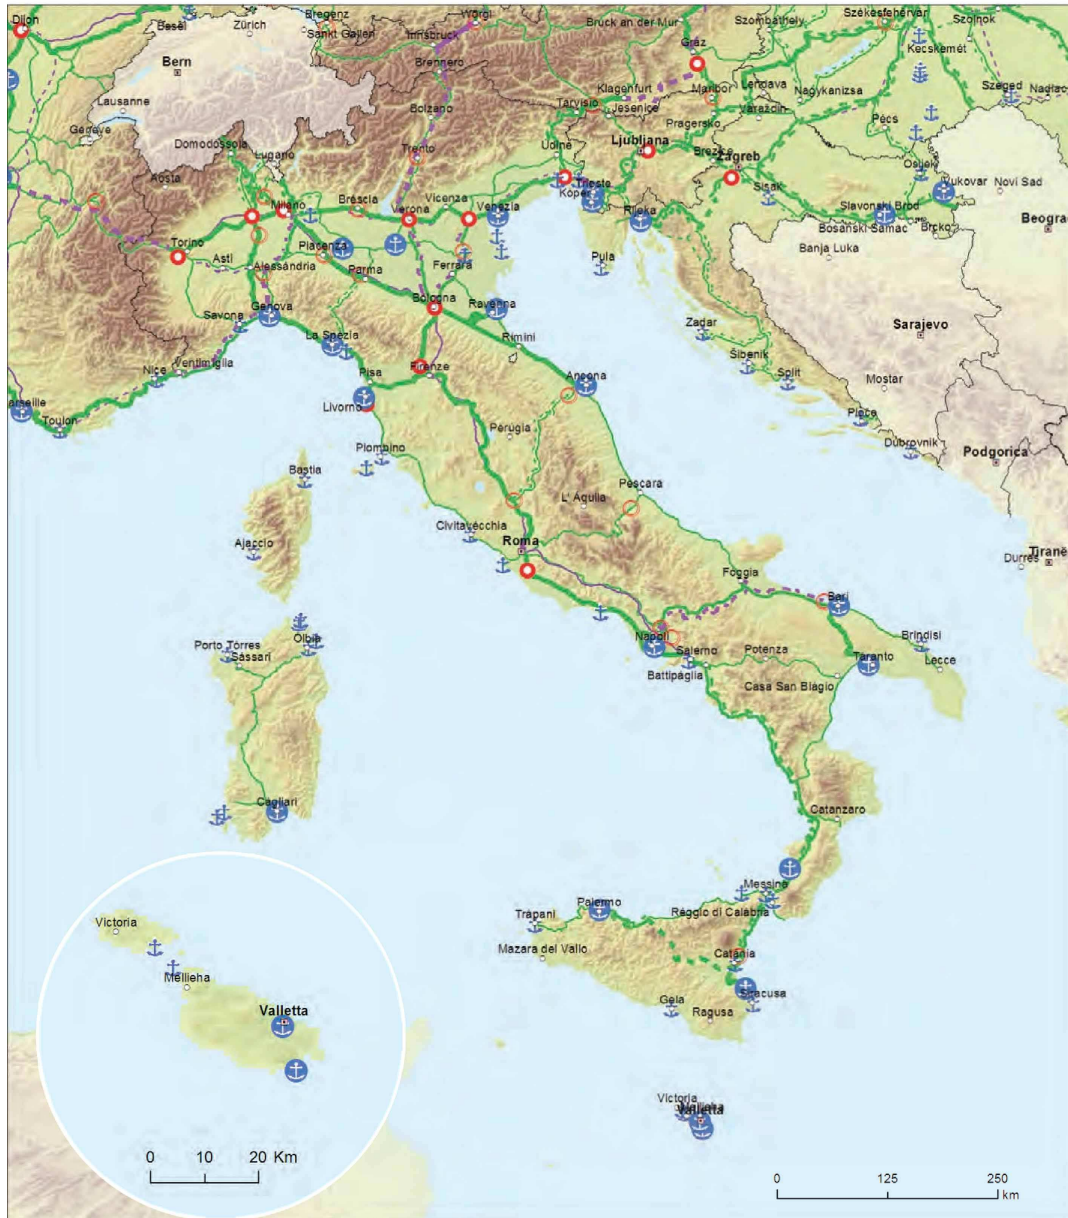 Dijon
Basel
Zürich
Bregenz
Sankt Gallen
Wörgl
Innsbruck
Bruck an der Mur
Szombathely
Székesfehérvár
Szolnok
Graz
Kecskemét
Bern
Brennero
Klagenfurt
Maribor
Lendava
Nagykanizsa
Szeged
Lausanne
Bolzano
Tarvisio
Jesenice
Varaždin
Pragersko
Pécs
Genève
Domodossola
Lugano
Trento
Udine
Ljubljana
Brežice
Zagreb
Osijek
Aosta
Trieste
Koper
Sisak
Vukovar
Novi Sad
Milano
Brescia
Verona
Vicenza
Venezia
Rijeka
Slavonski Brod
Bosanski Samac
Brcko
Torino
Asti
Piacenza
Banja Luka
Alessandria
Parma
Ferrara
Pula
Bologna
Ravenna
Savona
Genova
La Spezia
Rimini
Zadar
Sarajevo
Nice
Ventimiglia
Pisa
Firenze
Šibenik
Split
Mostar
Livorno
Ancona
Toulon
Ploce
Perugia
Piombino
Dubrovnik
Podgorica
Bastia
Pescara
L' Aquila
Civitavecchia
Ajaccio
Roma
Durrës
Foggia
Bari
Porto Torres
Olbia
Napoli
Brindisi
Sassari
Salerno
Potenza
Taranto
Lecce
Battipaglia
Casa San Biagio
Cagliari
Catanzaro
Messina
Palermo
Trapani
Reggio di Calabria
Victoria
Mazara del Vallo
Catania
Mellieha
Siracusa
Gela
Ragusa
Valletta
Victoria
Mellieha
Valletta
0 10 20 Km
0 125 250
km